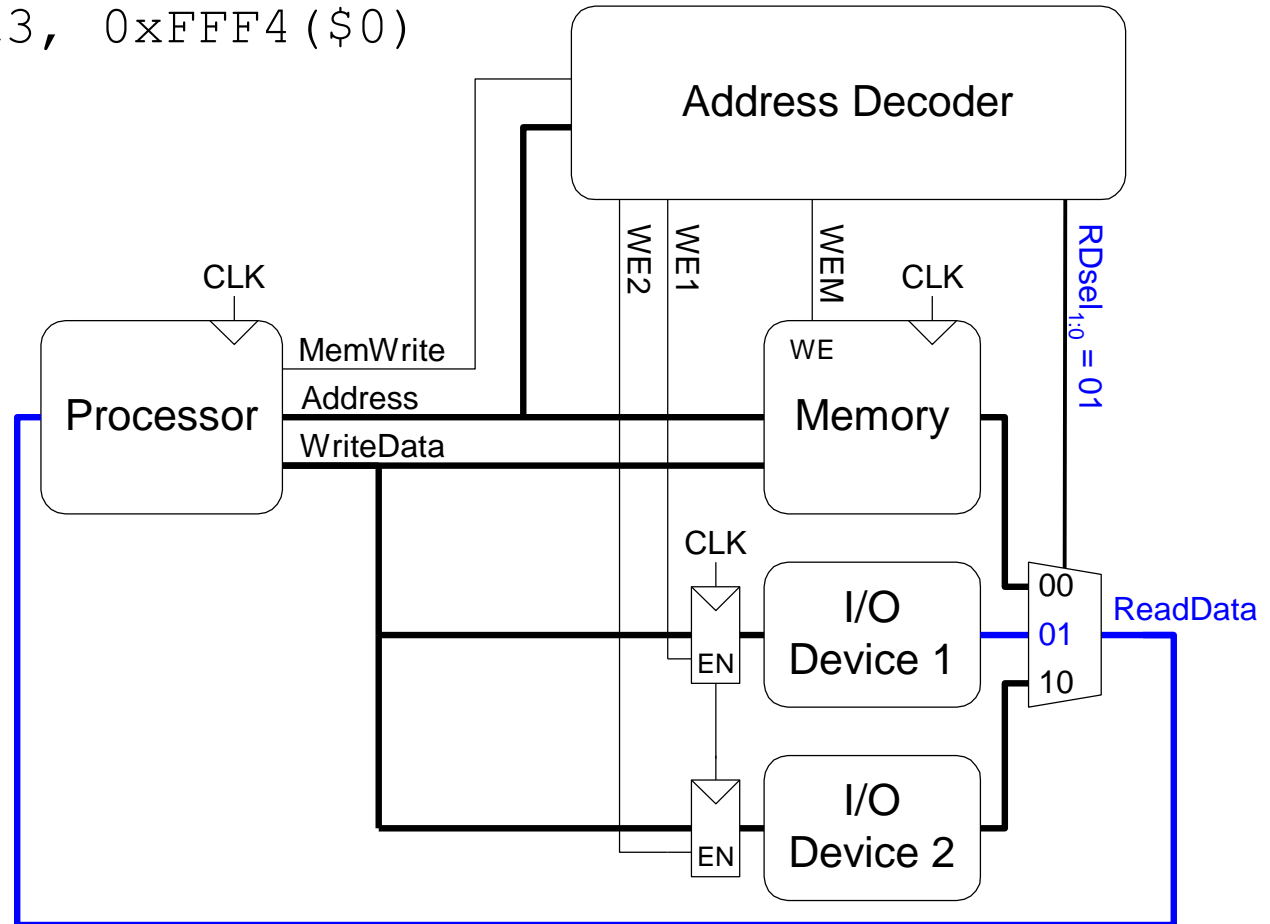 3, 0xFFF4($0)
Address Decoder
WE2
WE1
WEM
RDsel1:0 = 01
CLK
CLK
Processor
MemWrite
Address
WriteData
WE
Memory
CLK
EN
I/O
Device 1
00
01
10
ReadData
EN
I/O
Device 2